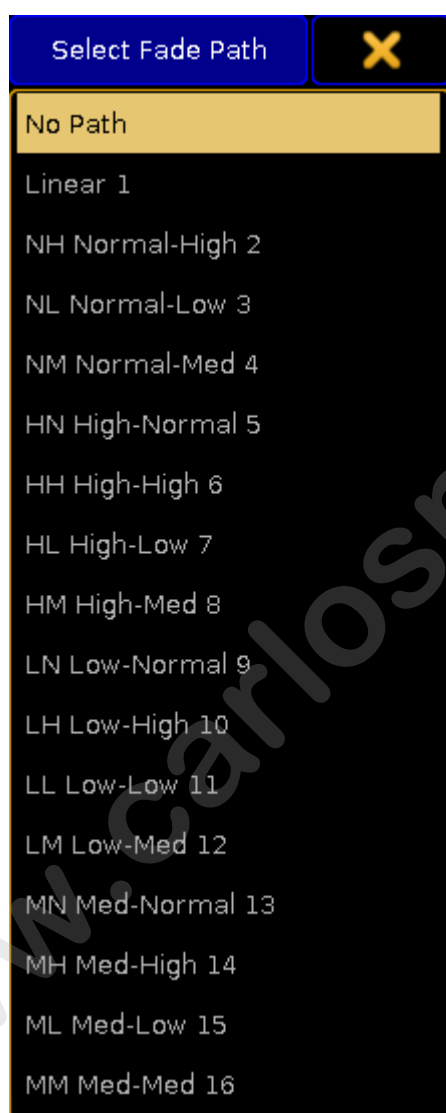 Select Fade Path
No Path
Linear 1
NH Normal-High 2
NL Normal-Low 3
NM Normal-Med 4
HN High-Normal 5
HH High-High 6
HL High-Low 7
HM High-Med 8
LN Low-Normal 9
LH Low-High 10
LL Low-Low 11
LM Low-Med 12
MN Med-Normal 13
MH Med-High 14
ML Med-Low 15
MM Med-Med 16
w.carlos